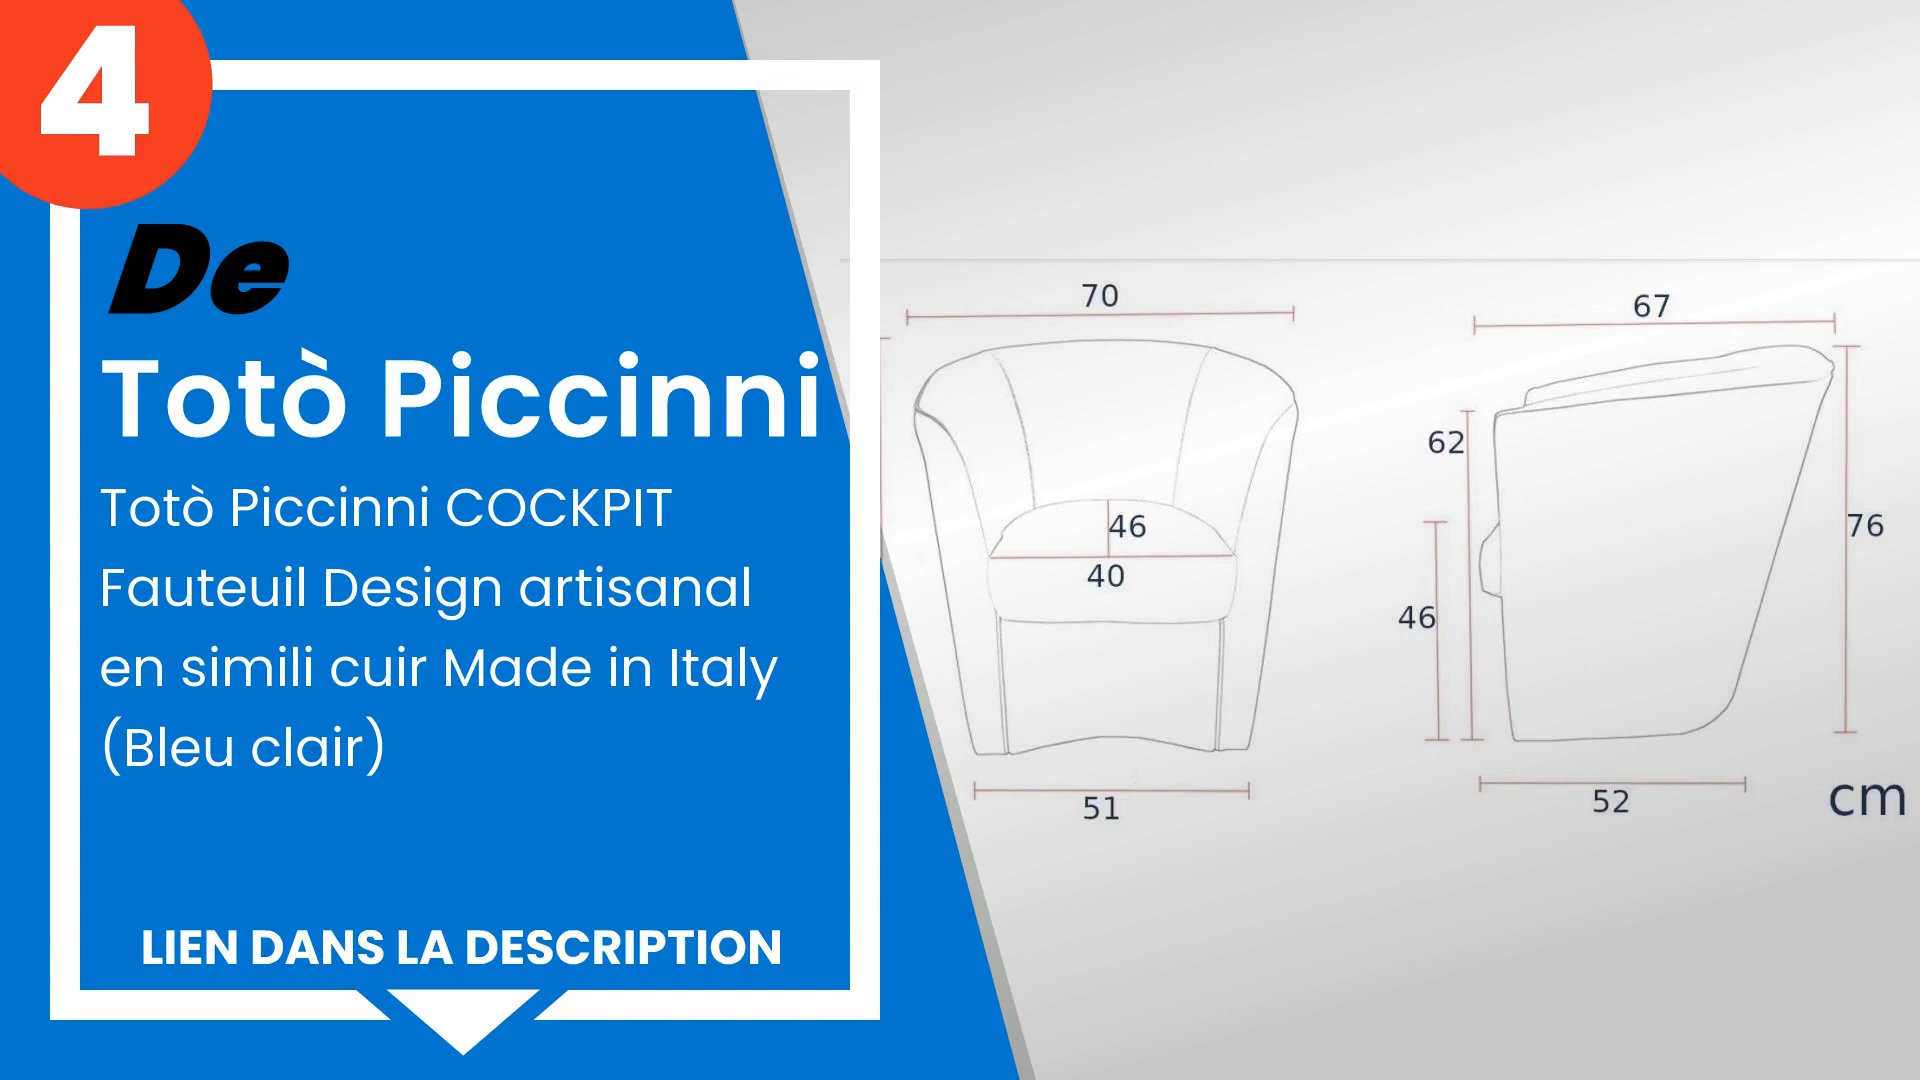 4
De
Totò Piccinni
Totò Piccinni COCKPIT
Fauteuil Design artisanal
en simili cuir Made in Italy
(Bleu clair)
LIEN DANS LA DESCRIPTION
70
46
40
51
67
62
46
76
52
cm